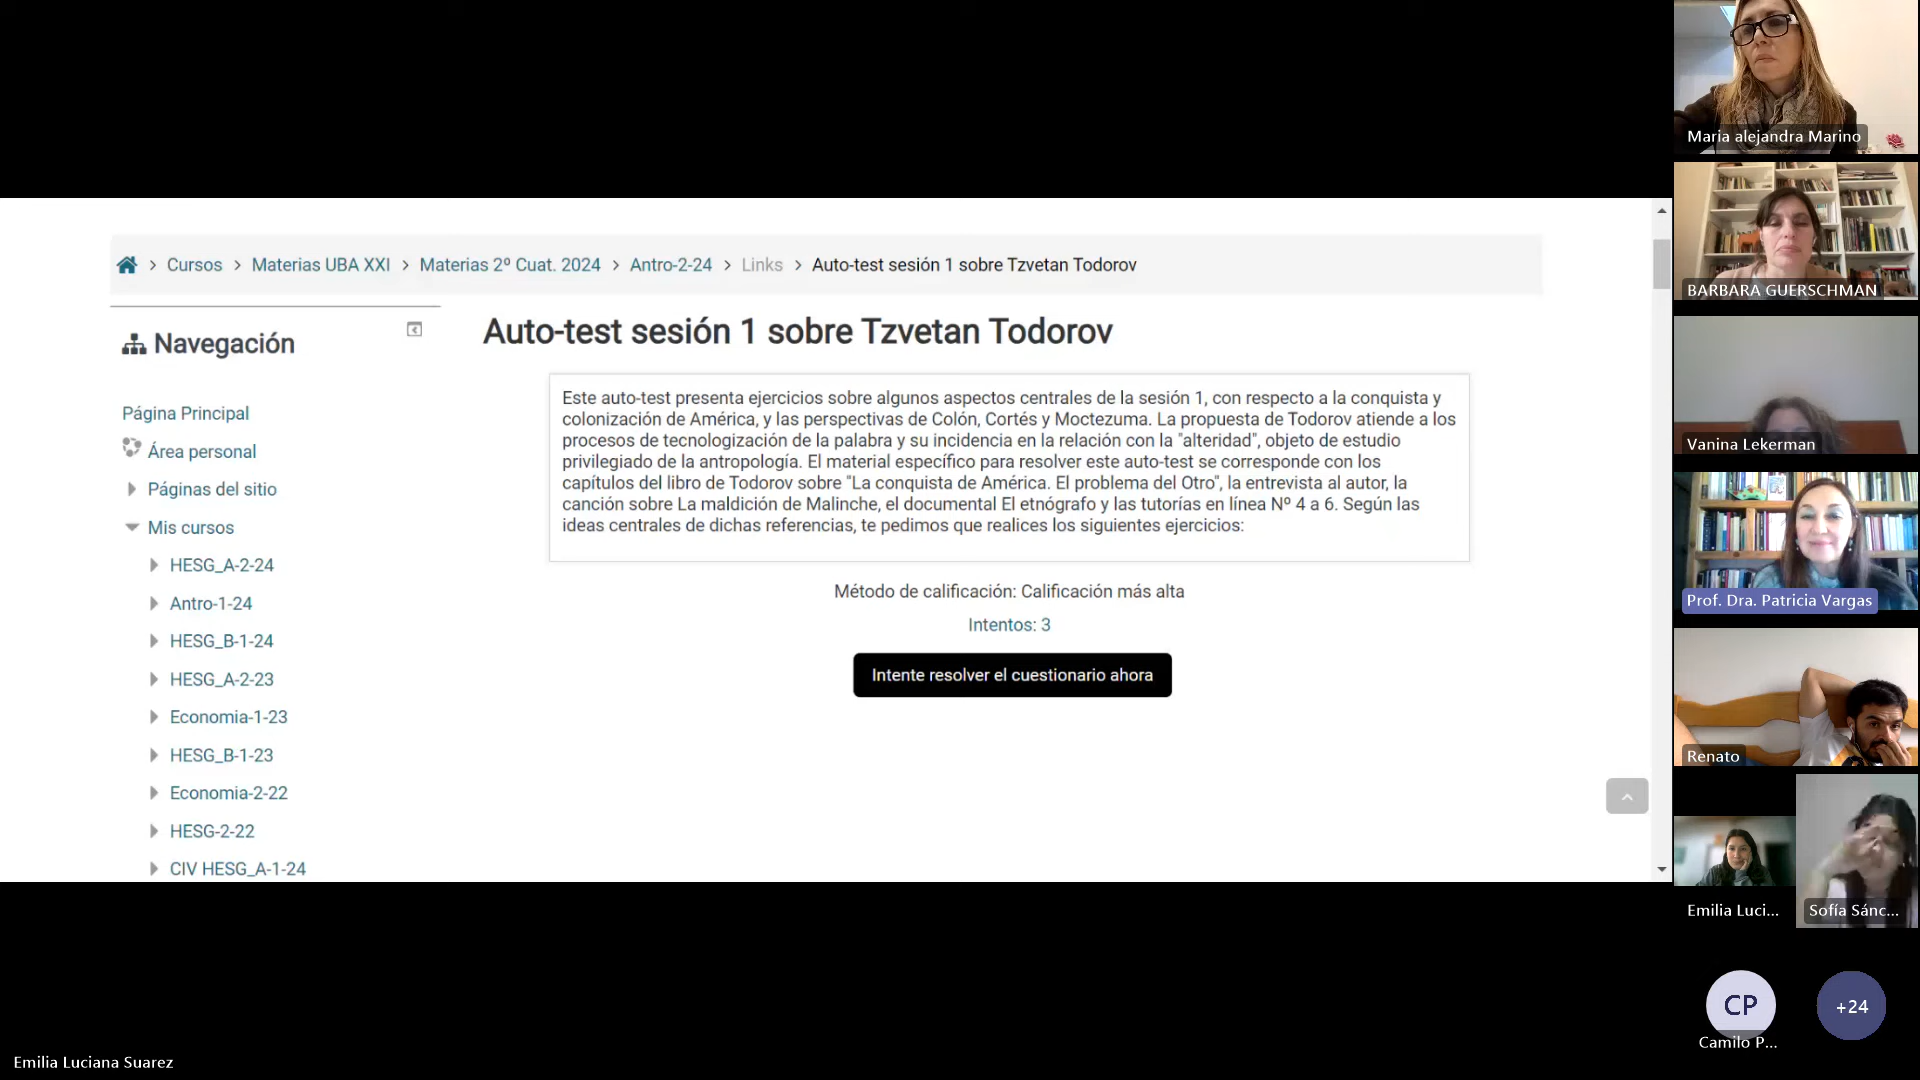 Cursos > Materias UBA XXI > Materias 2º Cuat. 2024 > Antro-2-24 > Links > Auto-test sesión 1 sobre Tzvetan Todorov
Navegación
Página Principal
Área personal
Páginas del sitio
Mis cursos
HESG_A-2-24
Antro-1-24
HESG_B-1-24
HESG_A-2-23
Economia-1-23
HESG_B-1-23
Economia-2-22
HESG-2-22
CIV HESG_A-1-24
Auto-test sesión 1 sobre Tzvetan Todorov
Este auto-test presenta ejercicios sobre algunos aspectos centrales de la sesión 1, con respecto a la conquista y
colonización de América, y las perspectivas de Colón, Cortés y Moctezuma. La propuesta de Todorov atiende a los
procesos de tecnologización de la palabra y su incidencia en la relación con la "alteridad", objeto de estudio
privilegiado de la antropología. El material específico para resolver este auto-test se corresponde con los
capítulos del libro de Todorov sobre "La conquista de América. El problema del Otro", la entrevista al autor, la
canción sobre La maldición de Malinche, el documental El etnógrafo y las tutorías en línea Nº 4 a 6. Según las
ideas centrales de dichas referencias, te pedimos que realices los siguientes ejercicios:
Método de calificación: Calificación más alta
Intentos: 3
Intente resolver el cuestionario ahora
Maria alejandra Marino
BARBARA GUERSCHMAN
Vanina Lekerman
Prof. Dra. Patricia Vargas
Renato
Emilia Luci...
Sofía Sánc...
CP
Camilo P...
+24
Emilia Luciana Suarez